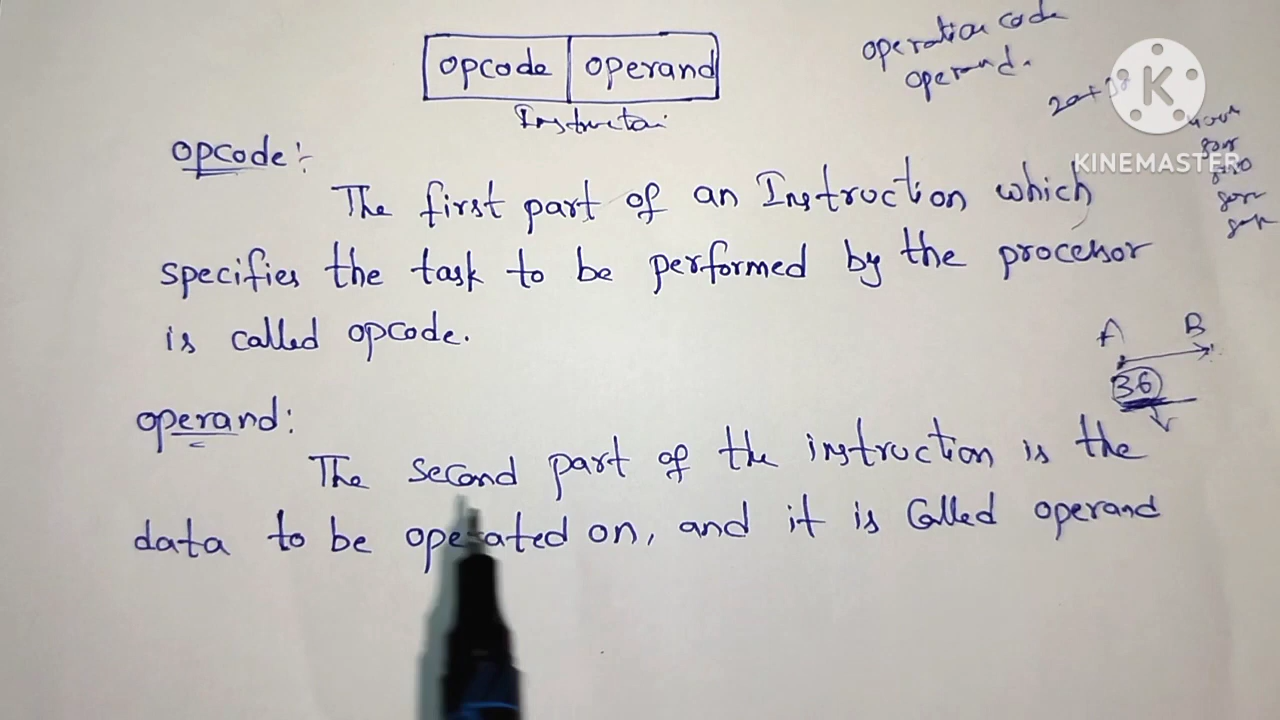 opcode operand
Instructoi
operation code
operand.
20+
K
KINEMASTER
opcode:-
The first part of an Instruction which
specifies the task to be performed by the processor
is called opcode.
A B
36
operand:
The second part of the instruction is the
data to be operated on, and it is called operand